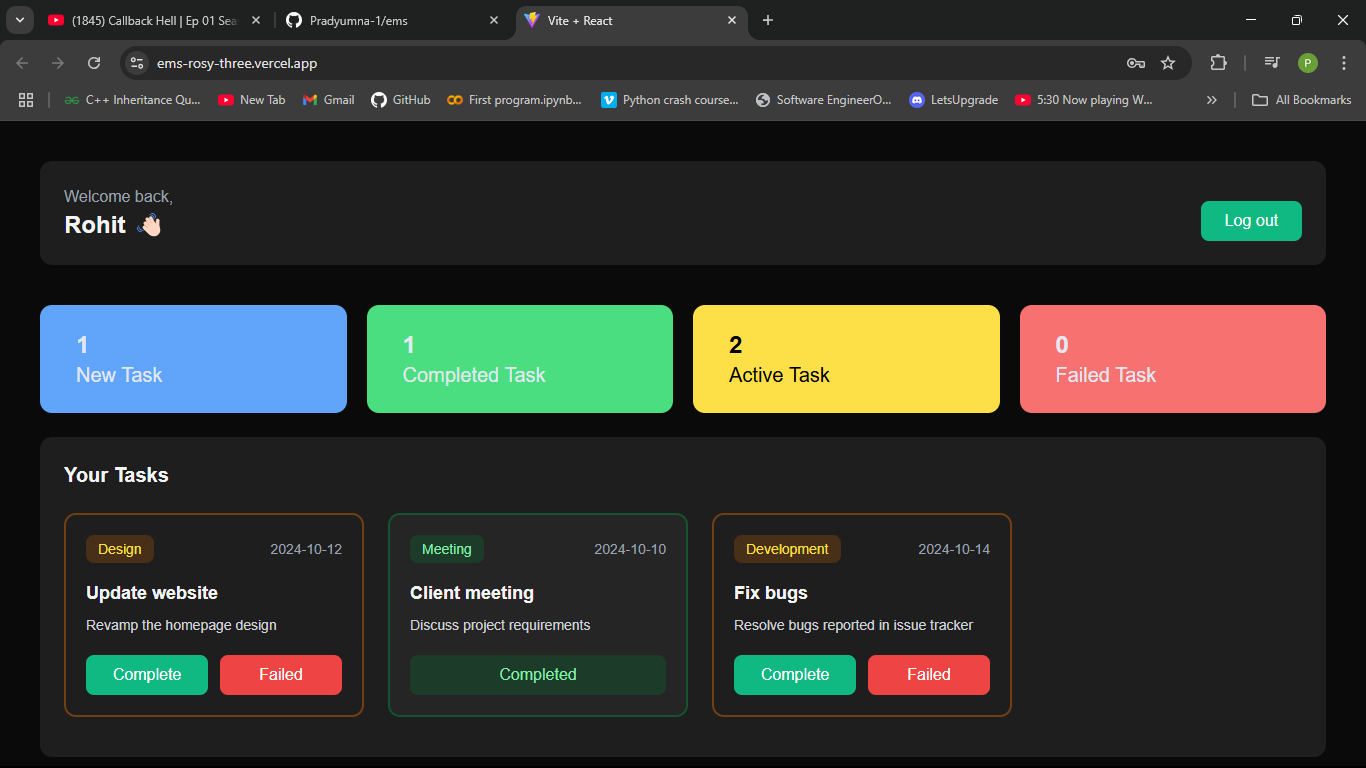 (1845) Callback Hell | Ep 01 Sea
Pradyumna-1/ems
Vite + React
ems-rosy-three.vercel.app
P
C++ Inheritance Qu...
New Tab
Gmail
GitHub
First program.ipynb...
Python crash course...
Software EngineerO...
LetsUpgrade
5:30 Now playing W...
All Bookmarks
Welcome back,
Rohit 👋🏻
Log out
1
New Task
1
Completed Task
2
Active Task
0
Failed Task
Your Tasks
Design 2024-10-12
Update website
Revamp the homepage design
Complete Failed
Meeting 2024-10-10
Client meeting
Discuss project requirements
Completed
Development 2024-10-14
Fix bugs
Resolve bugs reported in issue tracker
Complete Failed